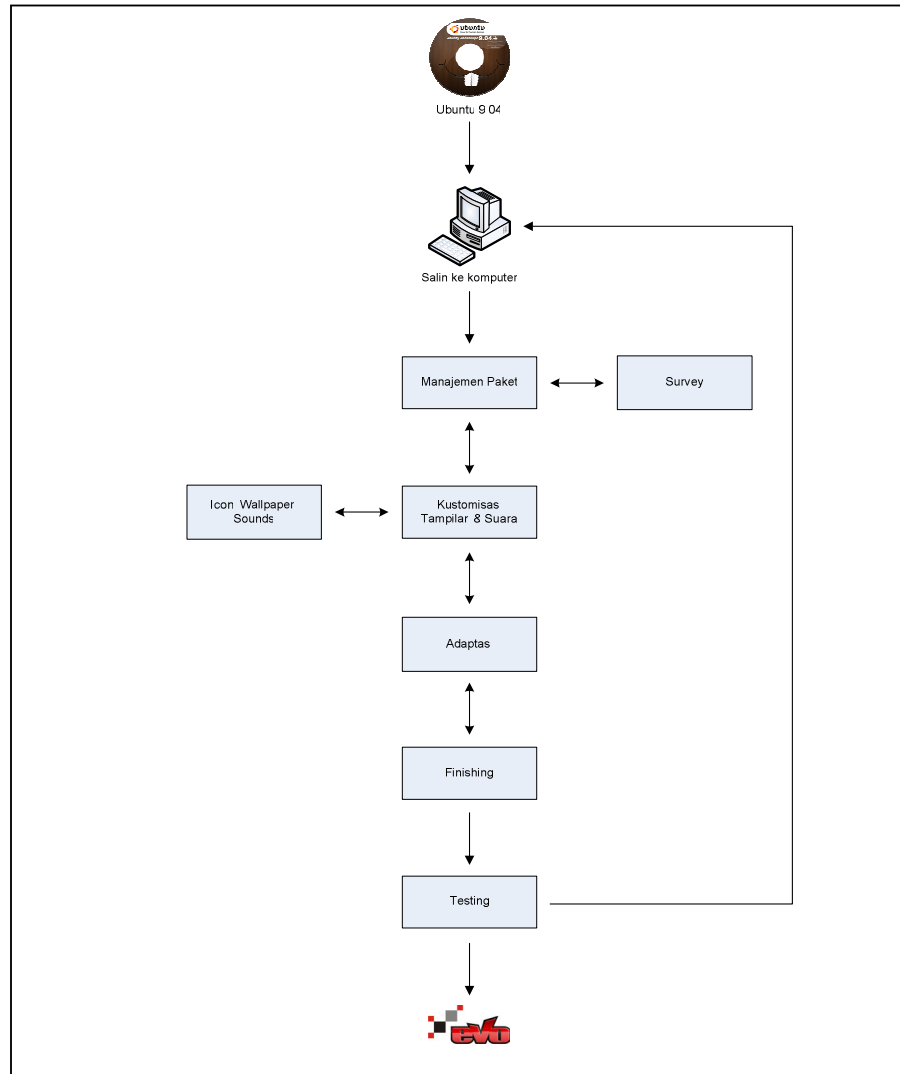 ubuntu
Ubuntu 9 04
Salin ke komputer
Manajemen Paket
Survey
Icon Wallpaper
Sounds
Kustomisas
Tampilar & Suara
Adaptas
Finishing
Testing
evo